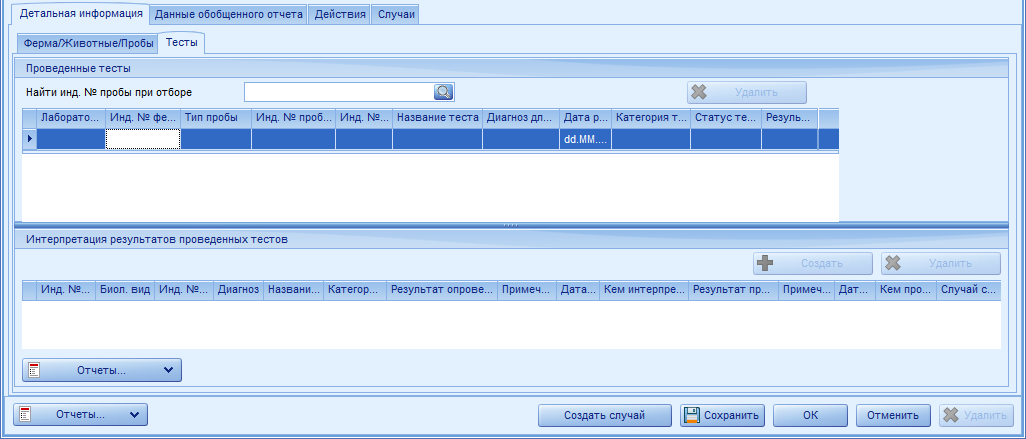 Детальная информация Данные обобщенного отчета Действия Случаи
Ферма/Животные/Пробы Тесты
Проведенные тесты
Найти инд. № пробы при отборе Удалить
Лаборато... Инд. № фе... Тип пробы Инд. № проб... Инд. №... Название теста Диагноз дл... Дата р... Категория т... Статус те... Резуль...
dd.MM....
Интерпретация результатов проведенных тестов
Создать Удалить
Инд. №... Биол. вид Инд. №... Диагноз Названи... Категор... Результат опрове... Примеч... Дата... Кем интерпре... Результат пр... Примеч... Дат... Кем про... Случай с...
Отчеты...
Отчеты... Создать случай Сохранить ОК Отменить Удалить